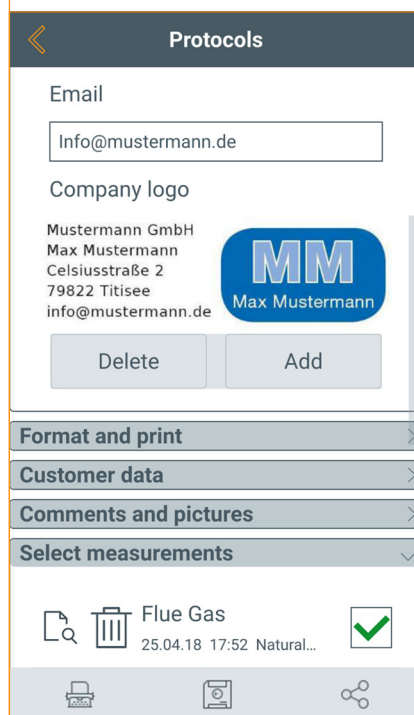 Protocols
Email
Info@mustermann.de
Company logo
Mustermann GmbH
Max Mustermann
Celsiusstraße 2
79822 Titisee
info@mustermann.de
MM
Max Mustermann
Delete
Add
Format and print
Customer data
Comments and pictures
Select measurements
Flue Gas
25.04.18 17:52 Natural...